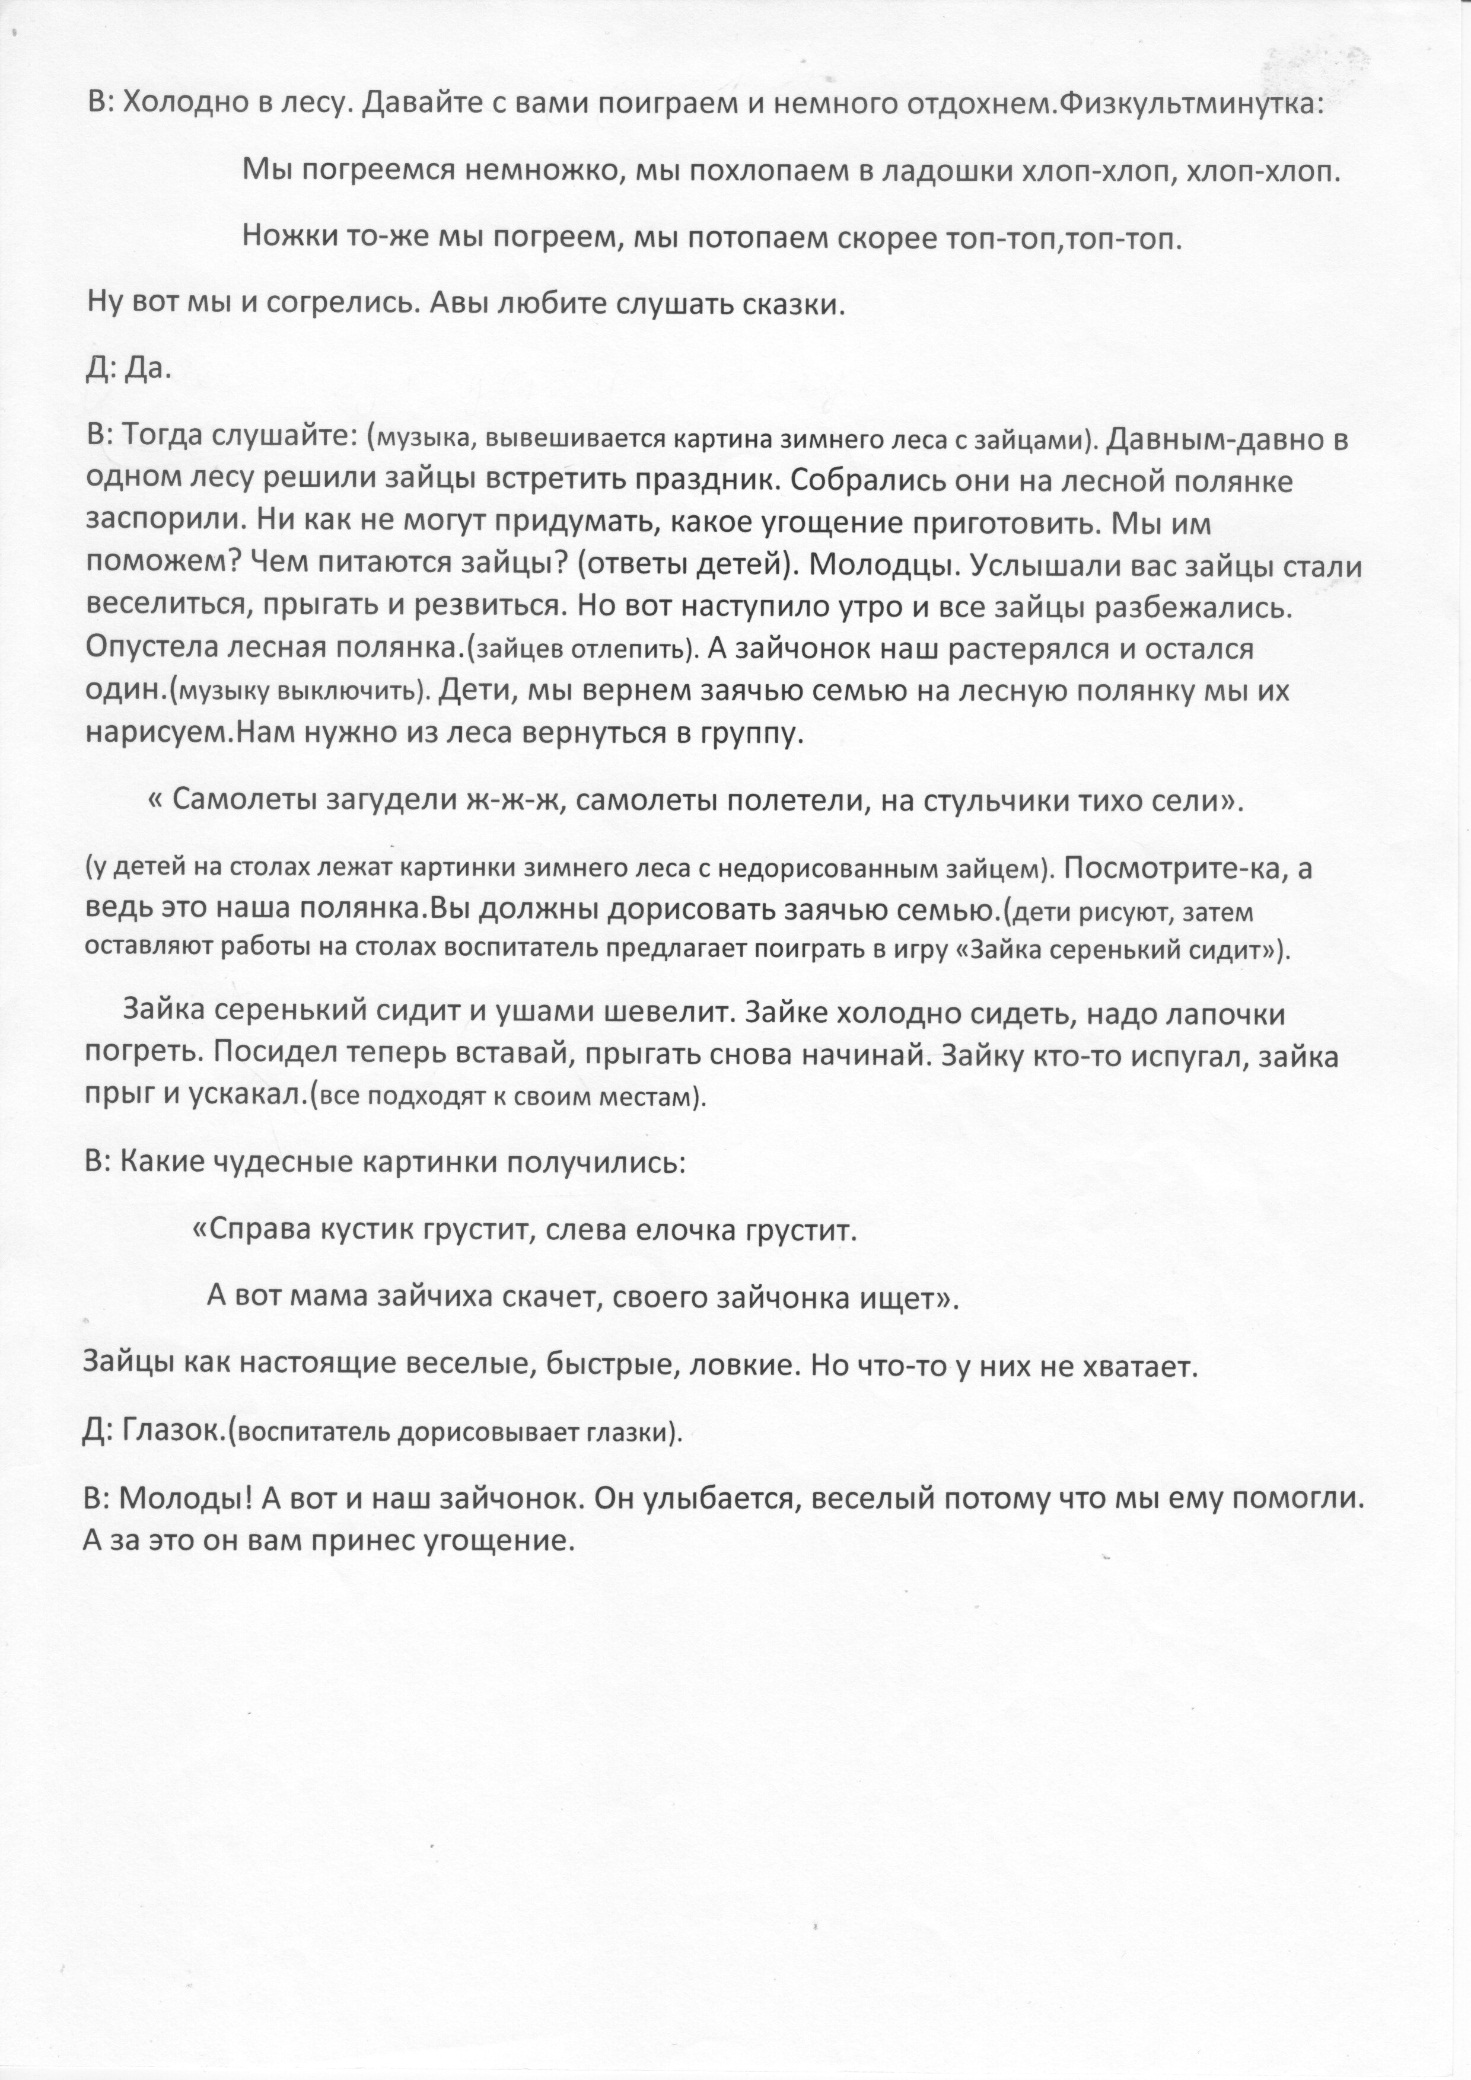 В: Холодно в лесу. Давайте с вами поиграем и немного отдохнем.Физкультминутка:
Мы погреемся немножко, мы похлопаем в ладошки хлоп-хлоп, хлоп-хлоп.
Ножки то-же мы погреем, мы потопаем скорее топ-топ,топ-топ.
Ну вот мы и согрелись. Авы любите слушать сказки.
Д: Да.
В: Тогда слушайте: (музыка, вывешивается картина зимнего леса с зайцами). Давным-давно в
одном лесу решили зайцы встретить праздник. Собрались они на лесной полянке
заспорили. Ни как не могут придумать, какое угощение приготовить. Мы им
поможем? Чем питаются зайцы? (ответы детей). Молодцы. Услышали вас зайцы стали
веселиться, прыгать и резвиться. Но вот наступило утро и все зайцы разбежались.
Опустела лесная полянка.(зайцев отлепить). А зайчонок наш растерялся и остался
один.(музыку выключить). Дети, мы вернем заячью семью на лесную полянку мы их
нарисуем.Нам нужно из леса вернуться в группу.
« Самолеты загудели ж-ж-ж, самолеты полетели, на стульчики тихо сели».
(у детей на столах лежат картинки зимнего леса с недорисованным зайцем). Посмотрите-ка, а
ведь это наша полянка.Вы должны дорисовать заячью семью.(дети рисуют, затем
оставляют работы на столах воспитатель предлагает поиграть в игру «Зайка серенький сидит»).
Зайка серенький сидит и ушами шевелит. Зайке холодно сидеть, надо лапочки
погреть. Посидел теперь вставай, прыгать снова начинай. Зайку кто-то испугал, зайка
прыг и ускакал.(все подходят к своим местам).
В: Какие чудесные картинки получились:
«Справа кустик грустит, слева елочка грустит.
А вот мама зайчиха скачет, своего зайчонка ищет».
Зайцы как настоящие веселые, быстрые, ловкие. Но что-то у них не хватает.
Д: Глазок.(воспитатель дорисовывает глазки).
В: Молоды! А вот и наш зайчонок. Он улыбается, веселый потому что мы ему помогли.
А за это он вам принес угощение.